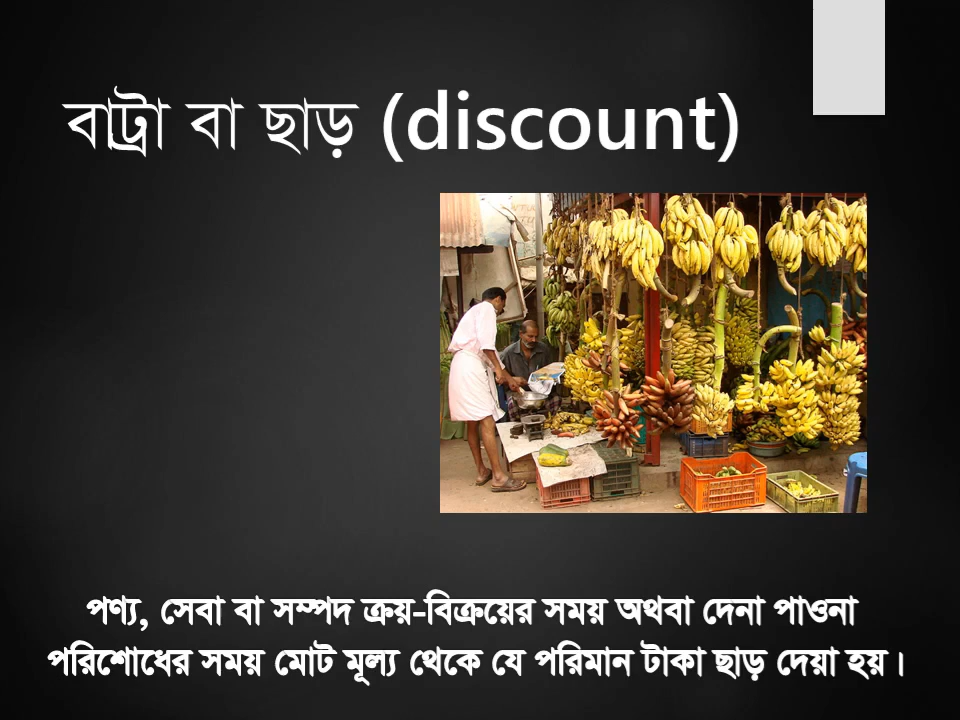 বাট্রা বা ছাড় (discount)
পণ্য, সেবা বা সম্পদ ক্রয়-বিক্রয়ের সময় অথবা দেনা পাওনা
পরিশোধের সময় মোট মূল্য থেকে যে পরিমান টাকা ছাড় দেয়া হয়।